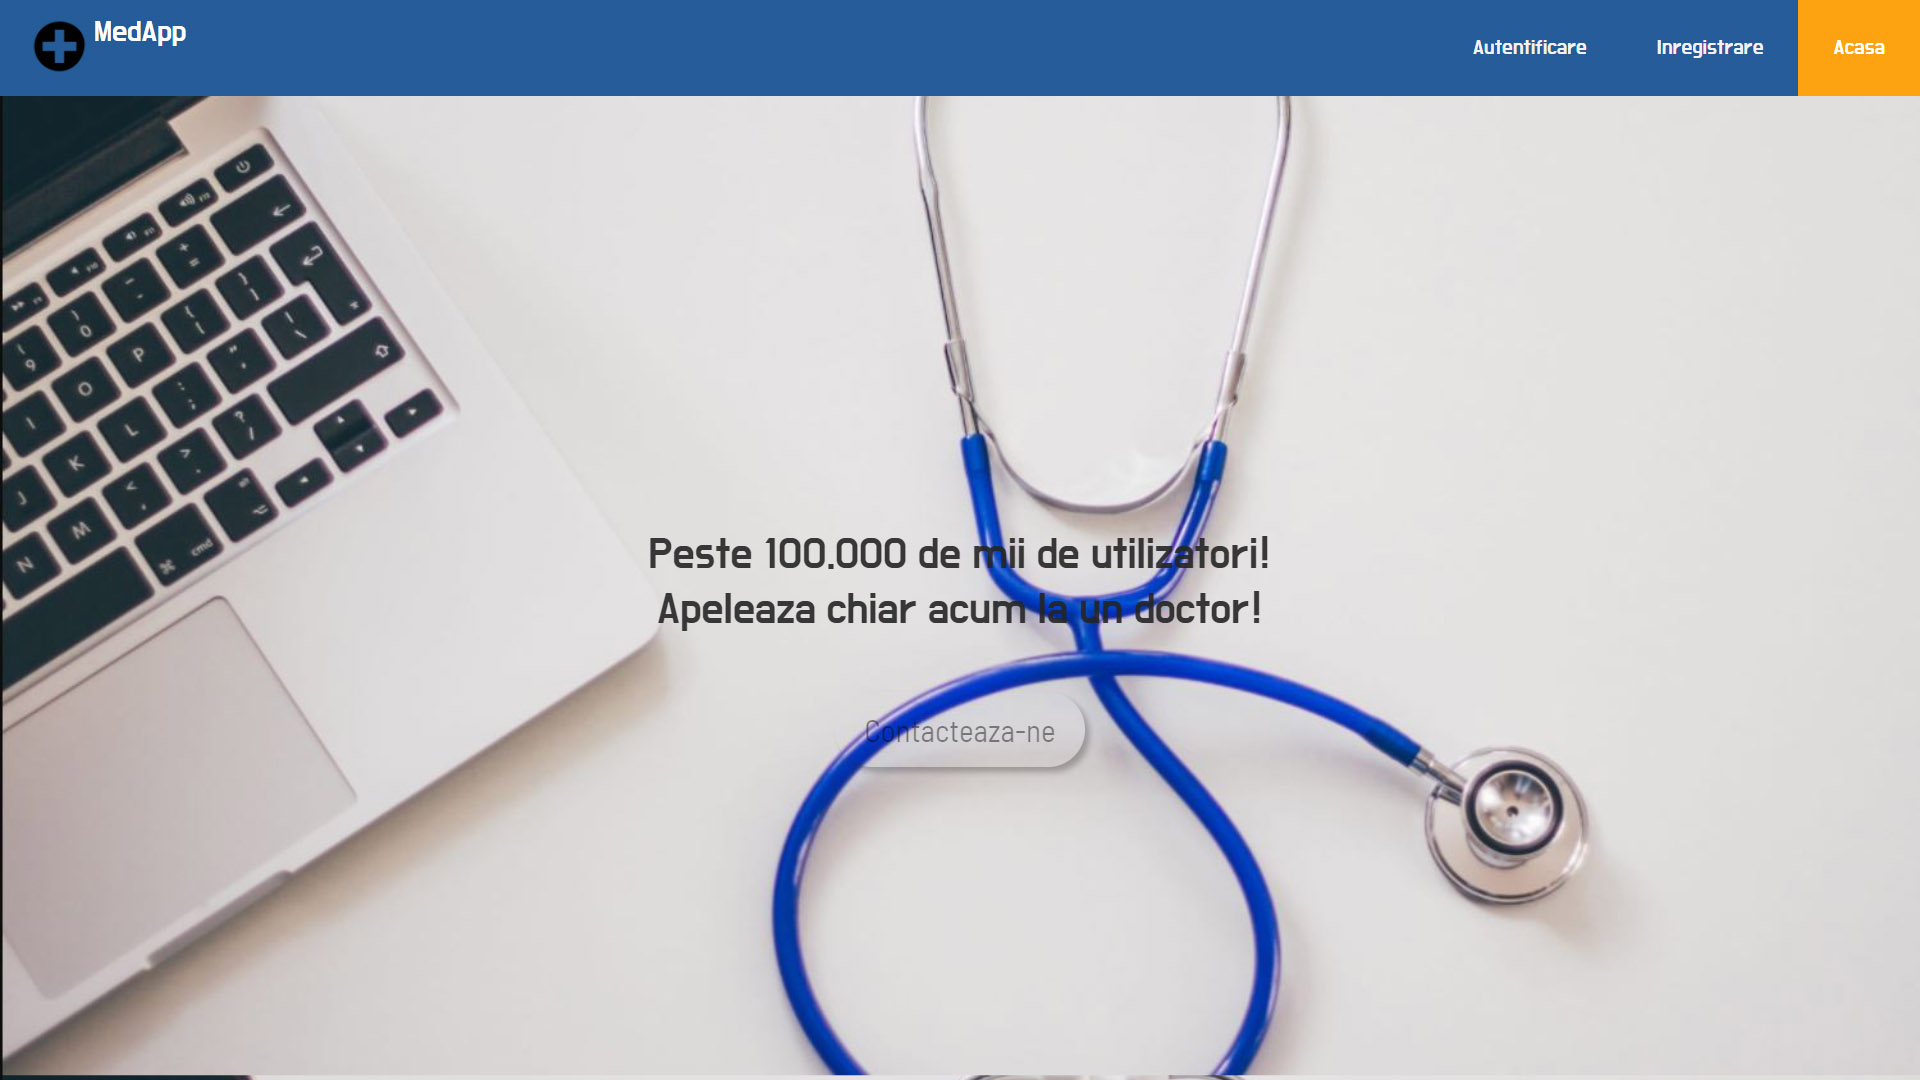 MedApp
Autentificare
Inregistrare
Acasa
Peste 100.000 de mii de utilizatori!
Apeleaza chiar acum la un doctor!
Contacteaza-ne
cmd